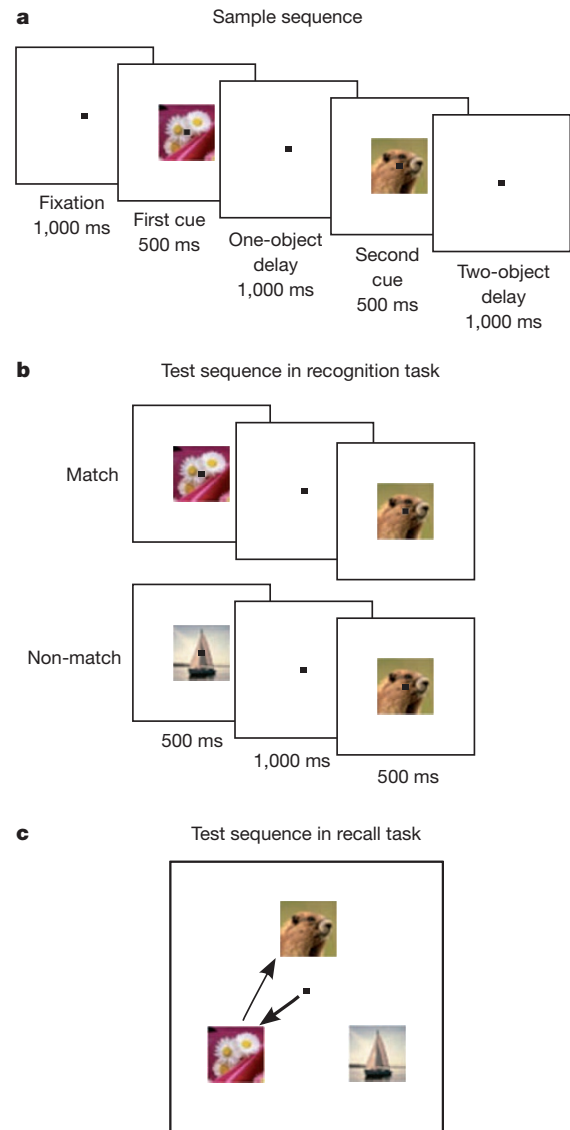 a Sample sequence
Fixation
1,000 ms
First cue
500 ms
One-object
delay
1,000 ms
Second
cue
500 ms
Two-object
delay
1,000 ms
b Test sequence in recognition task
Match
Non-match
500 ms
1,000 ms
500 ms
c Test sequence in recall task